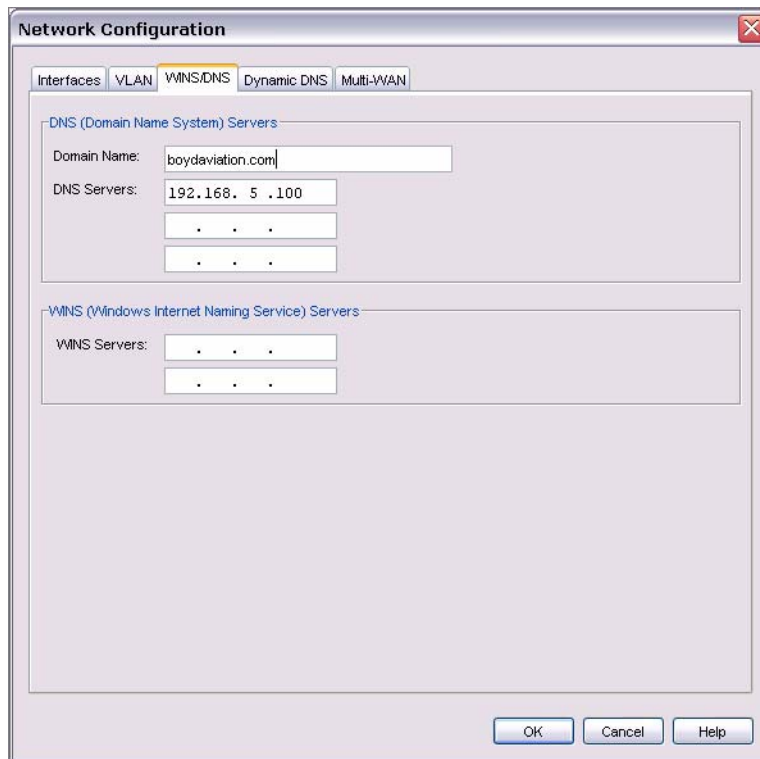 Network Configuration
Interfaces VLAN WINS/DNS Dynamic DNS Multi-WAN
DNS (Domain Name System) Servers
Domain Name: boydaviation.com
DNS Servers: 192.168. 5 .100
. . .
. . .
WINS (Windows Internet Naming Service) Servers
WINS Servers: . . .
. . .
OK Cancel Help